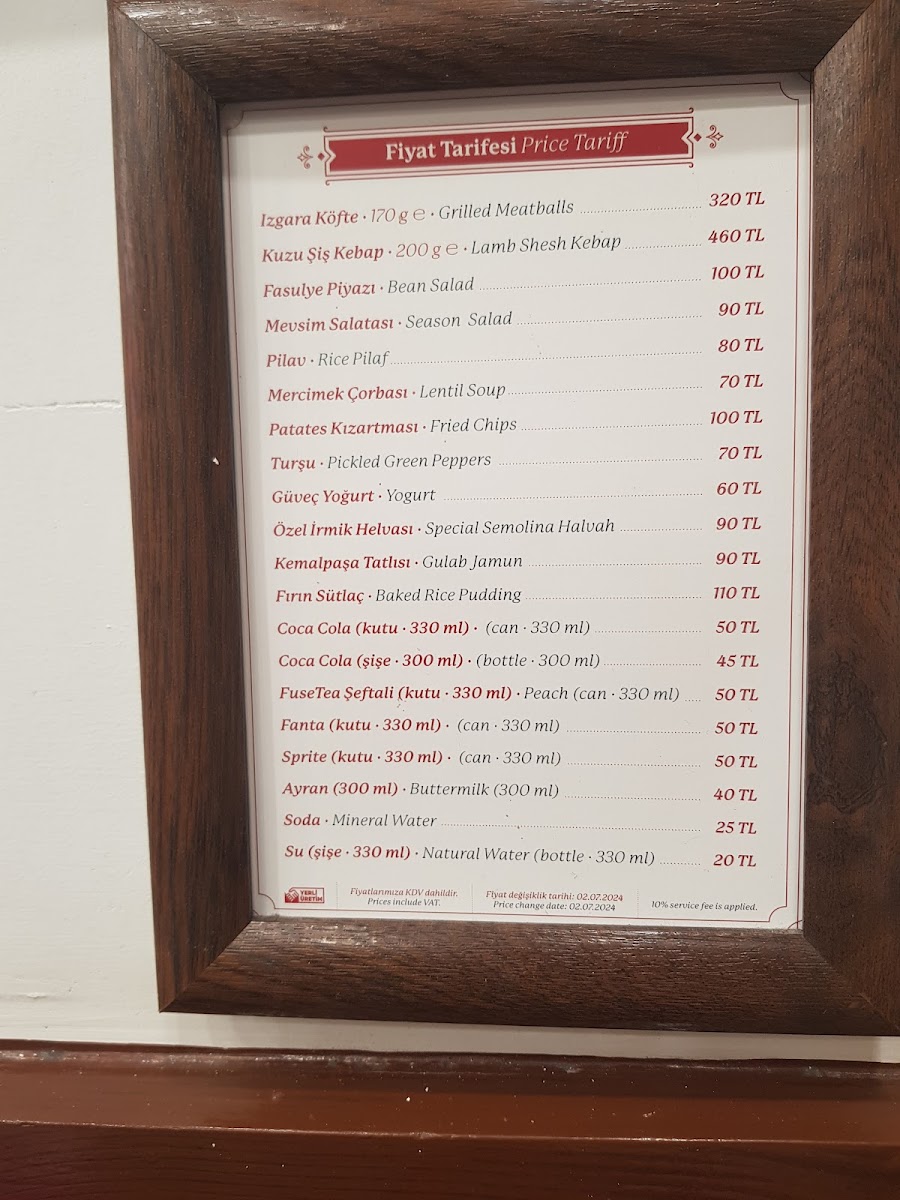 Fiyat Tarifesi Price Tariff
Izgara Köfte · 170 g ℮ · Grilled Meatballs 320 TL
Kuzu Şiş Kebap · 200 g ℮ · Lamb Shesh Kebap 460 TL
Fasulye Piyazı · Bean Salad 100 TL
Mevsim Salatası · Season Salad 90 TL
Pilav · Rice Pilaf 80 TL
Mercimek Çorbası · Lentil Soup 70 TL
Patates Kızartması · Fried Chips 100 TL
Turşu · Pickled Green Peppers 70 TL
Güveç Yoğurt · Yogurt 60 TL
Özel İrmik Helvası · Special Semolina Halvah 90 TL
Kemalpaşa Tatlısı · Gulab Jamun 90 TL
Fırın Sütlaç · Baked Rice Pudding 110 TL
Coca Cola (kutu · 330 ml) · (can · 330 ml) 50 TL
Coca Cola (şişe · 300 ml) · (bottle · 300 ml) 45 TL
FuseTea Şeftali (kutu · 330 ml) · Peach (can · 330 ml) 50 TL
Fanta (kutu · 330 ml) · (can · 330 ml) 50 TL
Sprite (kutu · 330 ml) · (can · 330 ml) 50 TL
Ayran (300 ml) · Buttermilk (300 ml) 40 TL
Soda · Mineral Water 25 TL
Su (şişe · 330 ml) · Natural Water (bottle · 330 ml) 20 TL
YERLİ
ÜRETİM
Fiyatlarımıza KDV dahildir.
Prices include VAT.
Fiyat değişiklik tarihi: 02.07.2024
Price change date: 02.07.2024
10% service fee is applied.